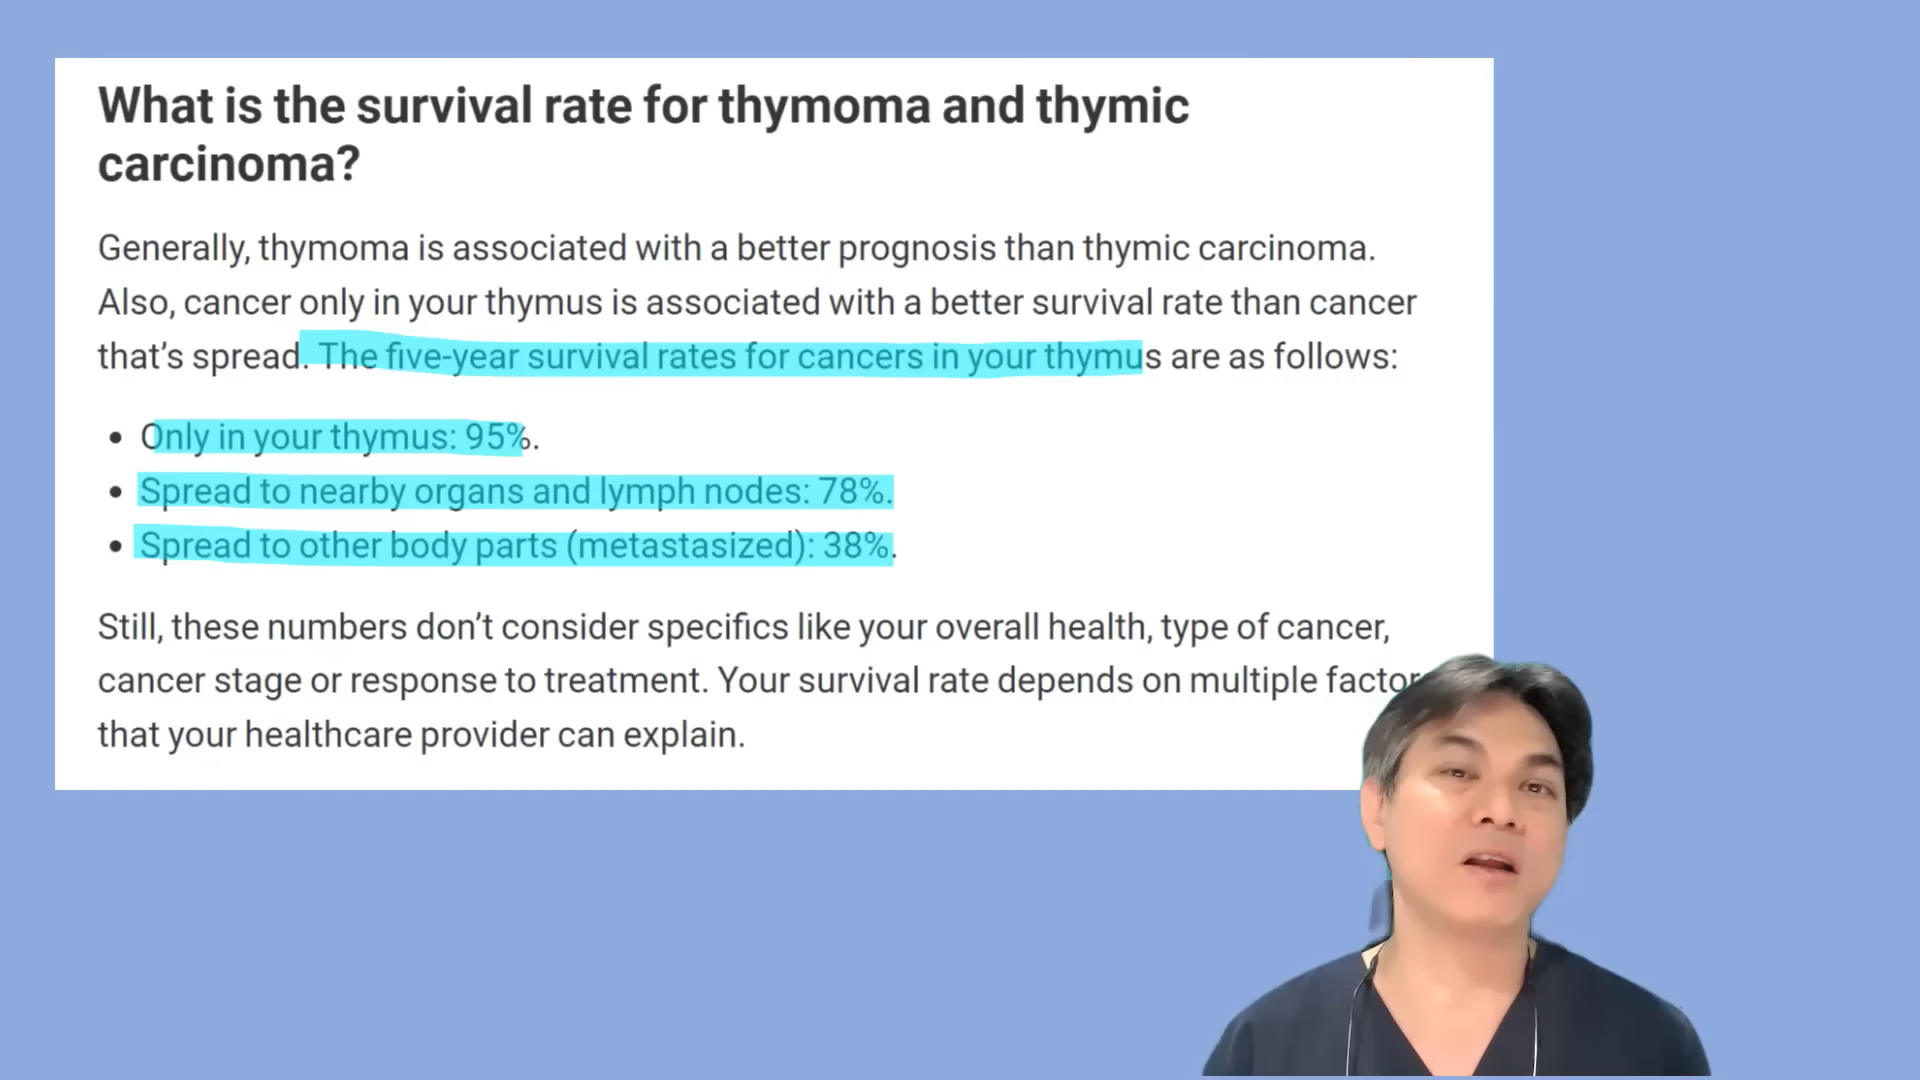 What is the survival rate for thymoma and thymic
carcinoma?
Generally, thymoma is associated with a better prognosis than thymic carcinoma.
Also, cancer only in your thymus is associated with a better survival rate than cancer
that’s spread. The five-year survival rates for cancers in your thymus are as follows:
• Only in your thymus: 95%.
• Spread to nearby organs and lymph nodes: 78%.
• Spread to other body parts (metastasized): 38%.
Still, these numbers don’t consider specifics like your overall health, type of cancer,
cancer stage or response to treatment. Your survival rate depends on multiple factor
that your healthcare provider can explain.